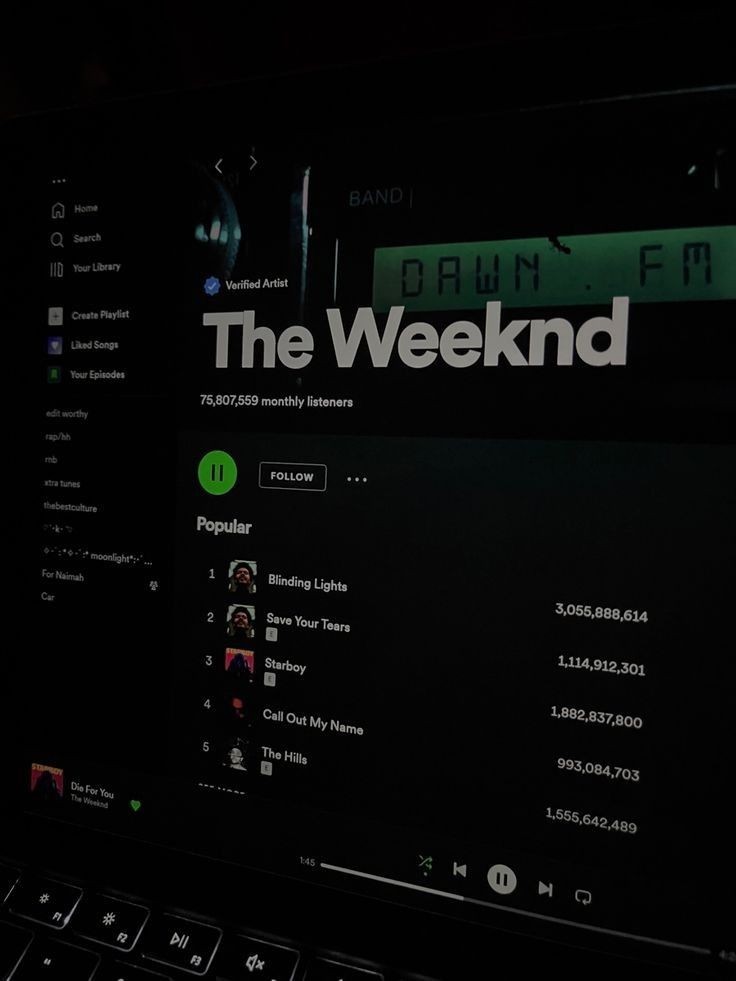 Home
Search
Your Library
Create Playlist
Liked Songs
Your Episodes
edit worthy
rap/hh
rnb
xtra tunes
thebestculture
moonlight
For Naimah
Car
BAND
DAWN . FM
Verified Artist
The Weeknd
75,807,559 monthly listeners
FOLLOW
Popular
1 Blinding Lights 3,055,888,614
2 Save Your Tears 1,114,912,301
E
3 Starboy 1,882,837,800
E
4 Call Out My Name 993,084,703
5 The Hills 1,555,642,489
E
STARBOY
Die For You
The Weeknd
1:45
F1
F2
F3